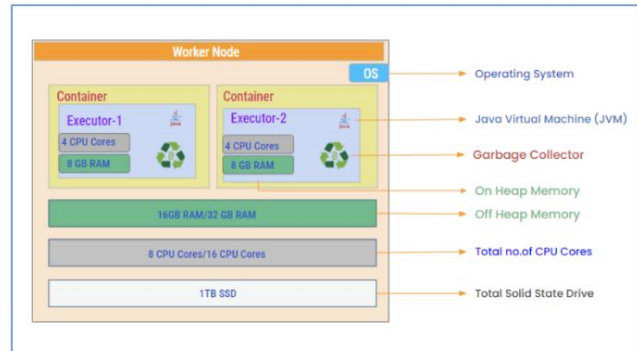 Worker Node
OS
Container
Executor-1
Java
4 CPU Cores
8 GB RAM
Container
Executor-2
Java
4 CPU Cores
8 GB RAM
16GB RAM/32 GB RAM
8 CPU Cores/16 CPU Cores
1TB SSD
Operating System
Java Virtual Machine (JVM)
Garbage Collector
On Heap Memory
Off Heap Memory
Total no.of CPU Cores
Total Solid State Drive